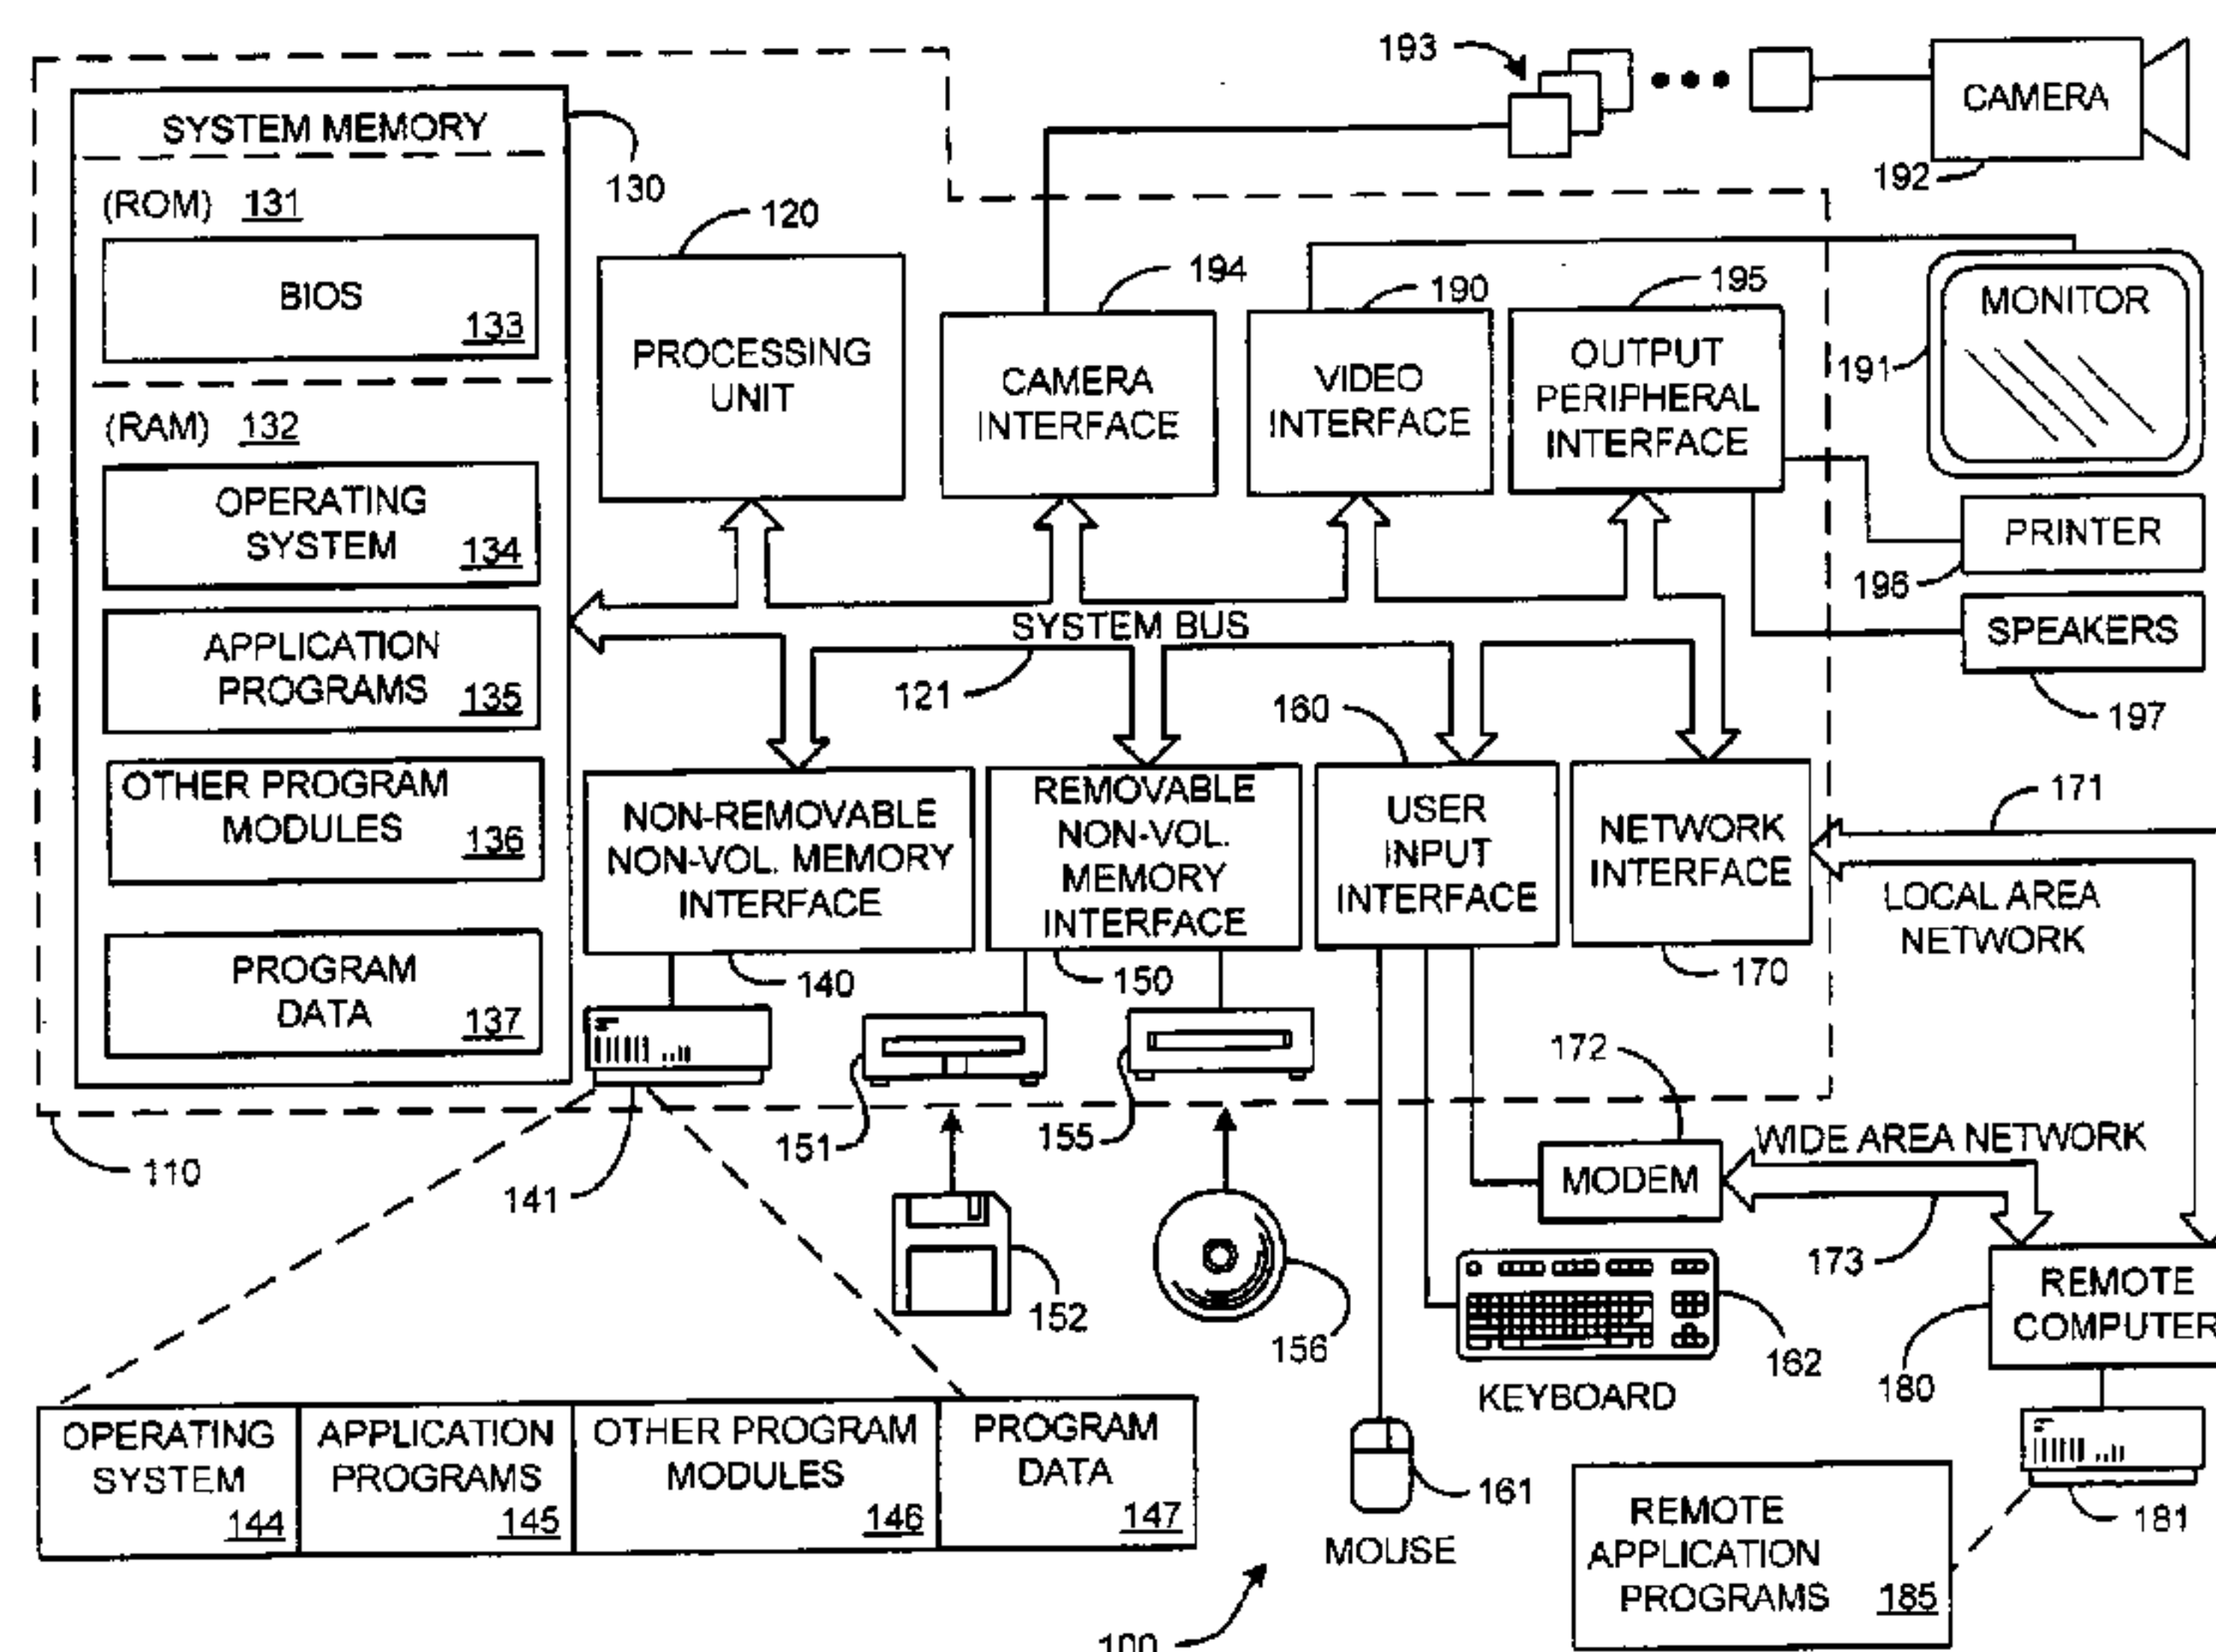 193
CAMERA
192
SYSTEM MEMORY
130
(ROM) 131
BIOS
133
(RAM) 132
OPERATING
SYSTEM 134
APPLICATION
PROGRAMS 135
OTHER PROGRAM
MODULES 136
PROGRAM
DATA 137
120
PROCESSING
UNIT
194
CAMERA
INTERFACE
190
VIDEO
INTERFACE
195
OUTPUT
PERIPHERAL
INTERFACE
MONITOR
191
PRINTER
196
SPEAKERS
197
SYSTEM BUS
121
160
NON-REMOVABLE
NON-VOL. MEMORY
INTERFACE
140
REMOVABLE
NON-VOL.
MEMORY
INTERFACE
150
USER
INPUT
INTERFACE
NETWORK
INTERFACE
170
171
LOCAL AREA
NETWORK
172
MODEM
WIDE AREA NETWORK
173
110
141
151
155
152
156
162
KEYBOARD
REMOTE
COMPUTER
180
181
OPERATING
SYSTEM
144
APPLICATION
PROGRAMS
145
OTHER PROGRAM
MODULES
146
PROGRAM
DATA
147
161
MOUSE
REMOTE
APPLICATION
PROGRAMS 185
100